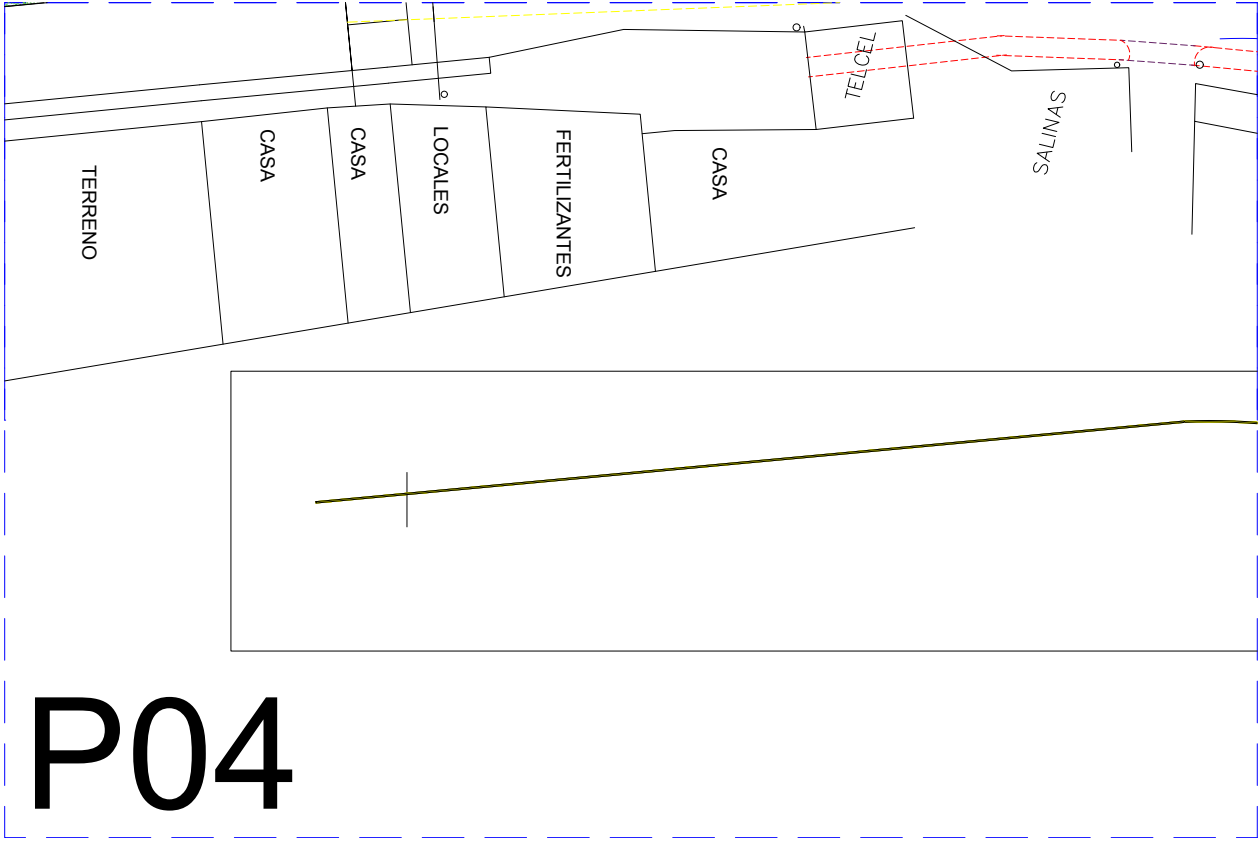 TERRENO
CASA
CASA
LOCALES
FERTILIZANTES
CASA
TELCEL
SALINAS
P04